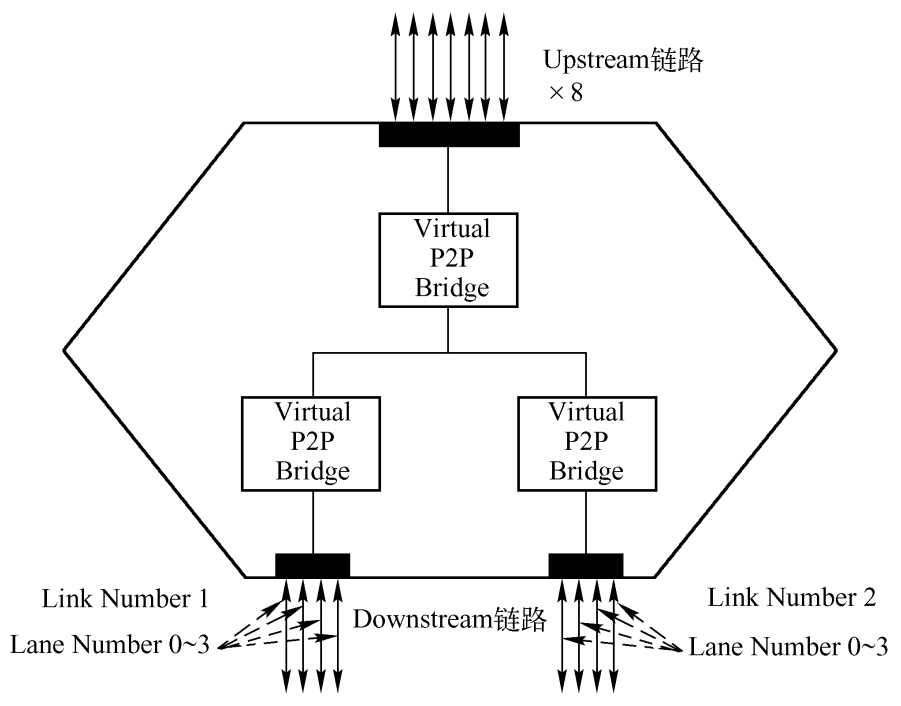 Upstream链路
× 8
Virtual
P2P
Bridge
Virtual
P2P
Bridge
Virtual
P2P
Bridge
Link Number 1
Lane Number 0~3
Downstream链路
Link Number 2
Lane Number 0~3